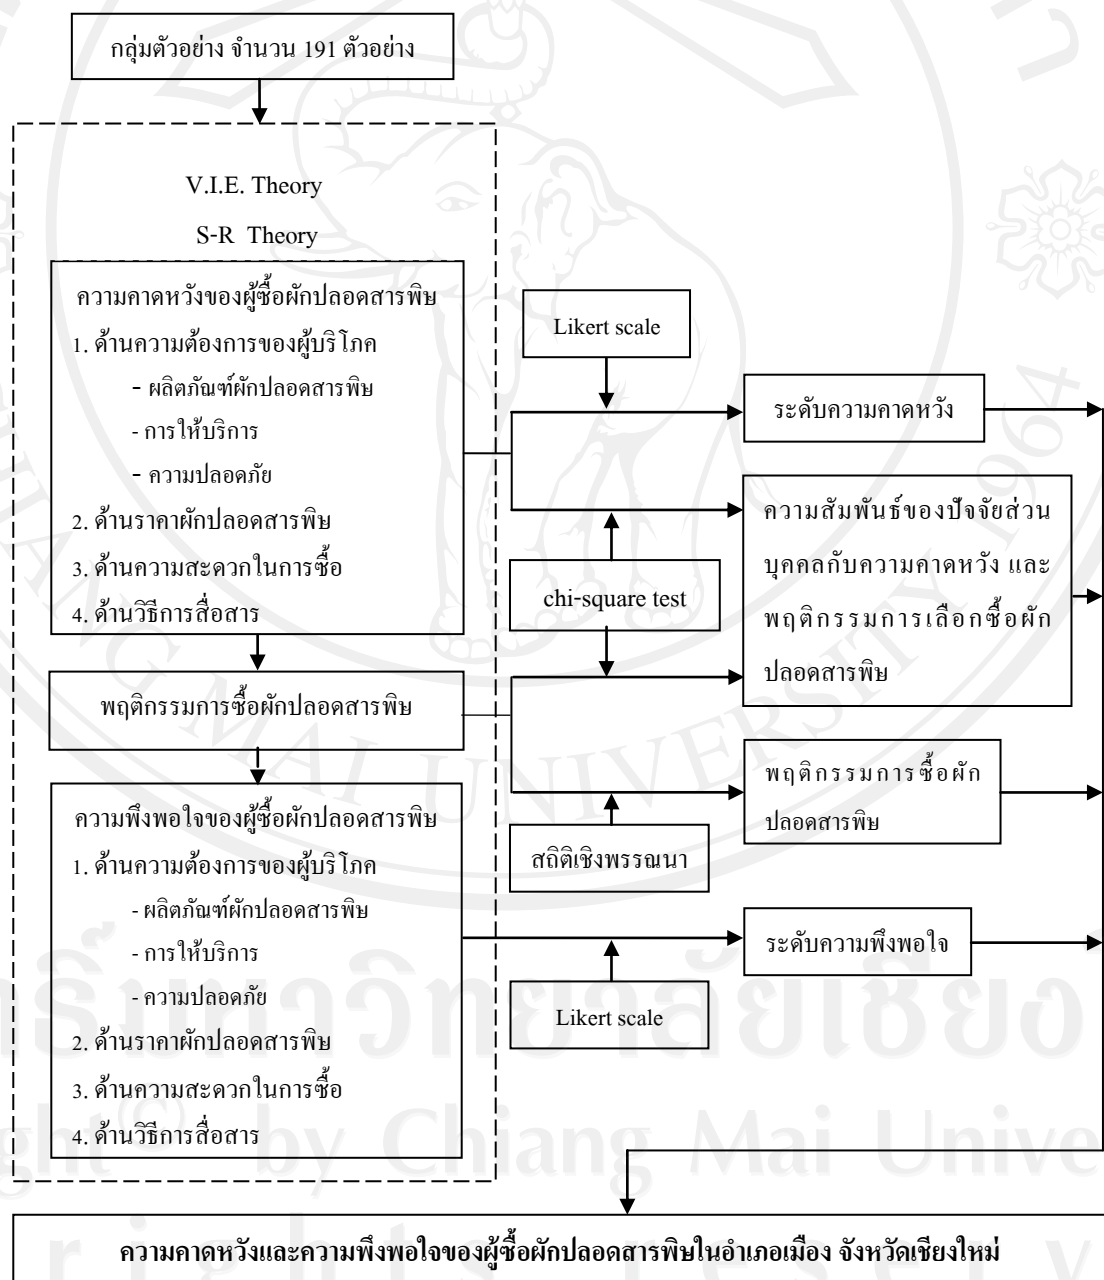 กลุ่มตัวอย่าง จำนวน 191 ตัวอย่าง
V.I.E. Theory
S-R Theory
ความคาดหวังของผู้ซื้อผักปลอดสารพิษ
1. ด้านความต้องการของผู้บริโภค
- ผลิตภัณฑ์ผักปลอดสารพิษ
- การให้บริการ
- ความปลอดภัย
2. ด้านราคาผักปลอดสารพิษ
3. ด้านความสะดวกในการซื้อ
4. ด้านวิธีการสื่อสาร
พฤติกรรมการซื้อผักปลอดสารพิษ
ความพึงพอใจของผู้ซื้อผักปลอดสารพิษ
1. ด้านความต้องการของผู้บริโภค
- ผลิตภัณฑ์ผักปลอดสารพิษ
- การให้บริการ
- ความปลอดภัย
2. ด้านราคาผักปลอดสารพิษ
3. ด้านความสะดวกในการซื้อ
4. ด้านวิธีการสื่อสาร
Likert scale
chi-square test
สถิติเชิงพรรณนา
Likert scale
ระดับความคาดหวัง
ความสัมพันธ์ของปัจจัยส่วน
บุคคลกับความคาดหวัง และ
พฤติกรรมการเลือกซื้อผัก
ปลอดสารพิษ
พฤติกรรมการซื้อผัก
ปลอดสารพิษ
ระดับความพึงพอใจ
ความคาดหวังและความพึงพอใจของผู้ซื้อผักปลอดสารพิษในอำเภอเมือง จังหวัดเชียงใหม่
MAI UNIVERSITY 1964
by Chiang Mai